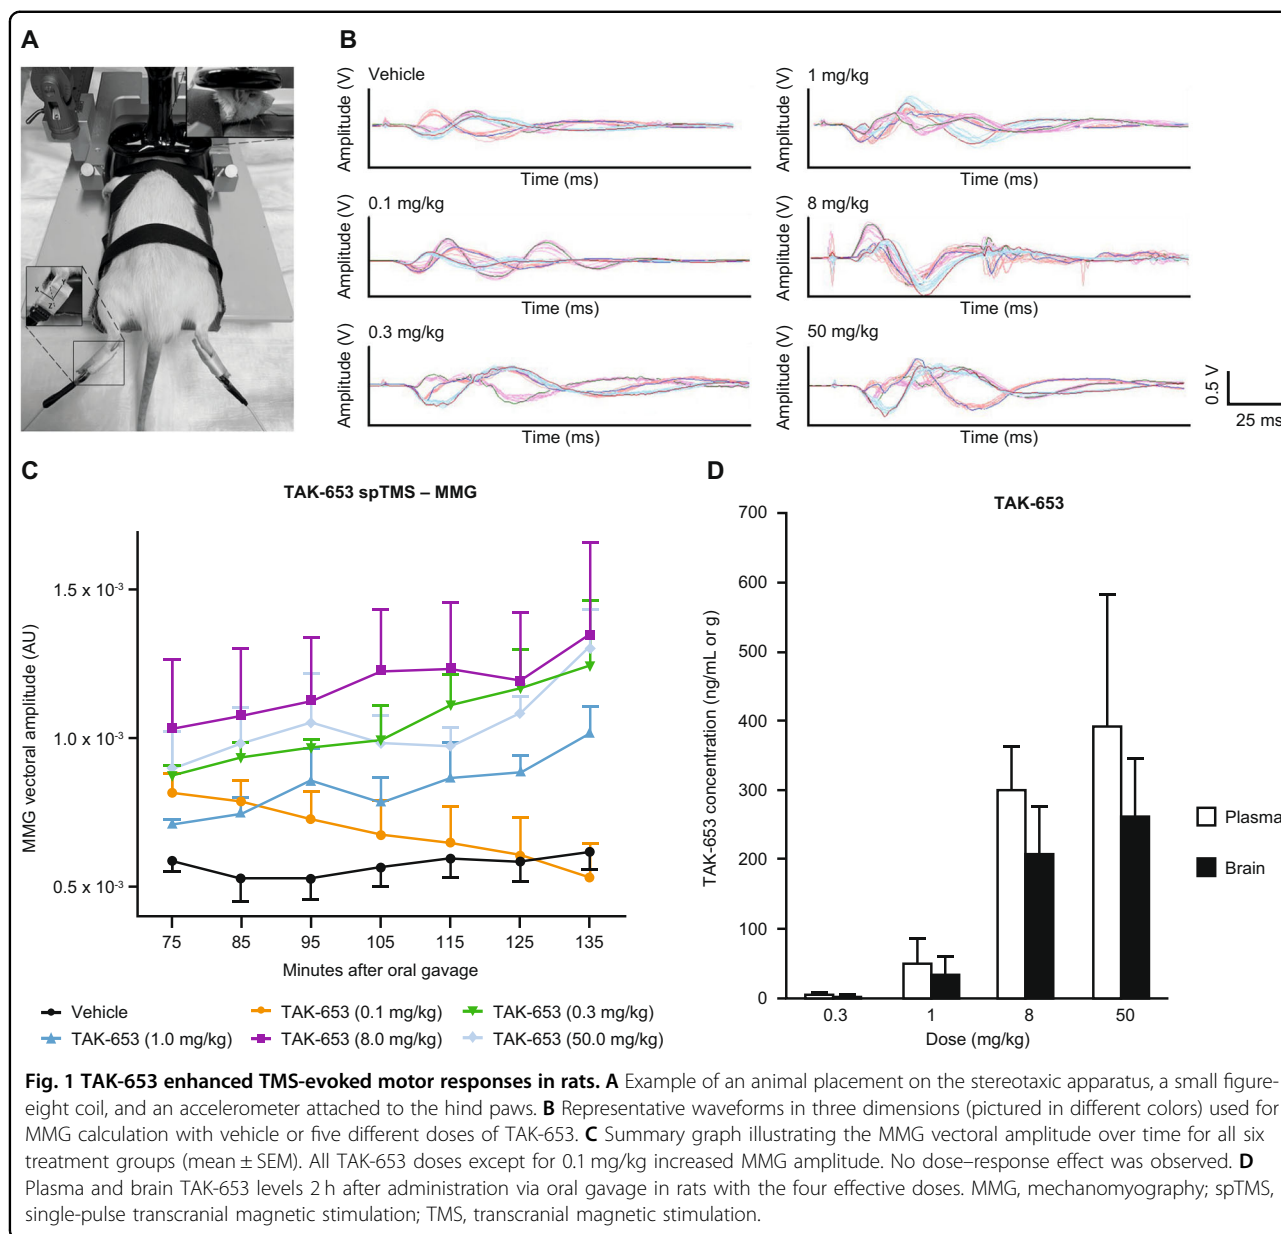 A
X
Y
Z
B
Vehicle
Amplitude (V)
Time (ms)
1 mg/kg
Amplitude (V)
Time (ms)
0.1 mg/kg
Amplitude (V)
Time (ms)
8 mg/kg
Amplitude (V)
Time (ms)
0.3 mg/kg
Amplitude (V)
Time (ms)
50 mg/kg
Amplitude (V)
Time (ms)
0.5 V
25 ms
C
TAK-653 spTMS – MMG
MMG vectoral amplitude (AU)
1.5 x 10⁻³
1.0 x 10⁻³
0.5 x 10⁻³
75 85 95 105 115 125 135
Minutes after oral gavage
Vehicle TAK-653 (0.1 mg/kg) TAK-653 (0.3 mg/kg)
TAK-653 (1.0 mg/kg) TAK-653 (8.0 mg/kg) TAK-653 (50.0 mg/kg)
D
TAK-653
TAK-653 concentration (ng/mL or g)
700
600
500
400
300
200
100
0
0.3 1 8 50
Dose (mg/kg)
Plasma
Brain
Fig. 1 TAK-653 enhanced TMS-evoked motor responses in rats. A Example of an animal placement on the stereotaxic apparatus, a small figure-
eight coil, and an accelerometer attached to the hind paws. B Representative waveforms in three dimensions (pictured in different colors) used for
MMG calculation with vehicle or five different doses of TAK-653. C Summary graph illustrating the MMG vectoral amplitude over time for all six
treatment groups (mean ± SEM). All TAK-653 doses except for 0.1 mg/kg increased MMG amplitude. No dose–response effect was observed. D
Plasma and brain TAK-653 levels 2 h after administration via oral gavage in rats with the four effective doses. MMG, mechanomyography; spTMS,
single-pulse transcranial magnetic stimulation; TMS, transcranial magnetic stimulation.